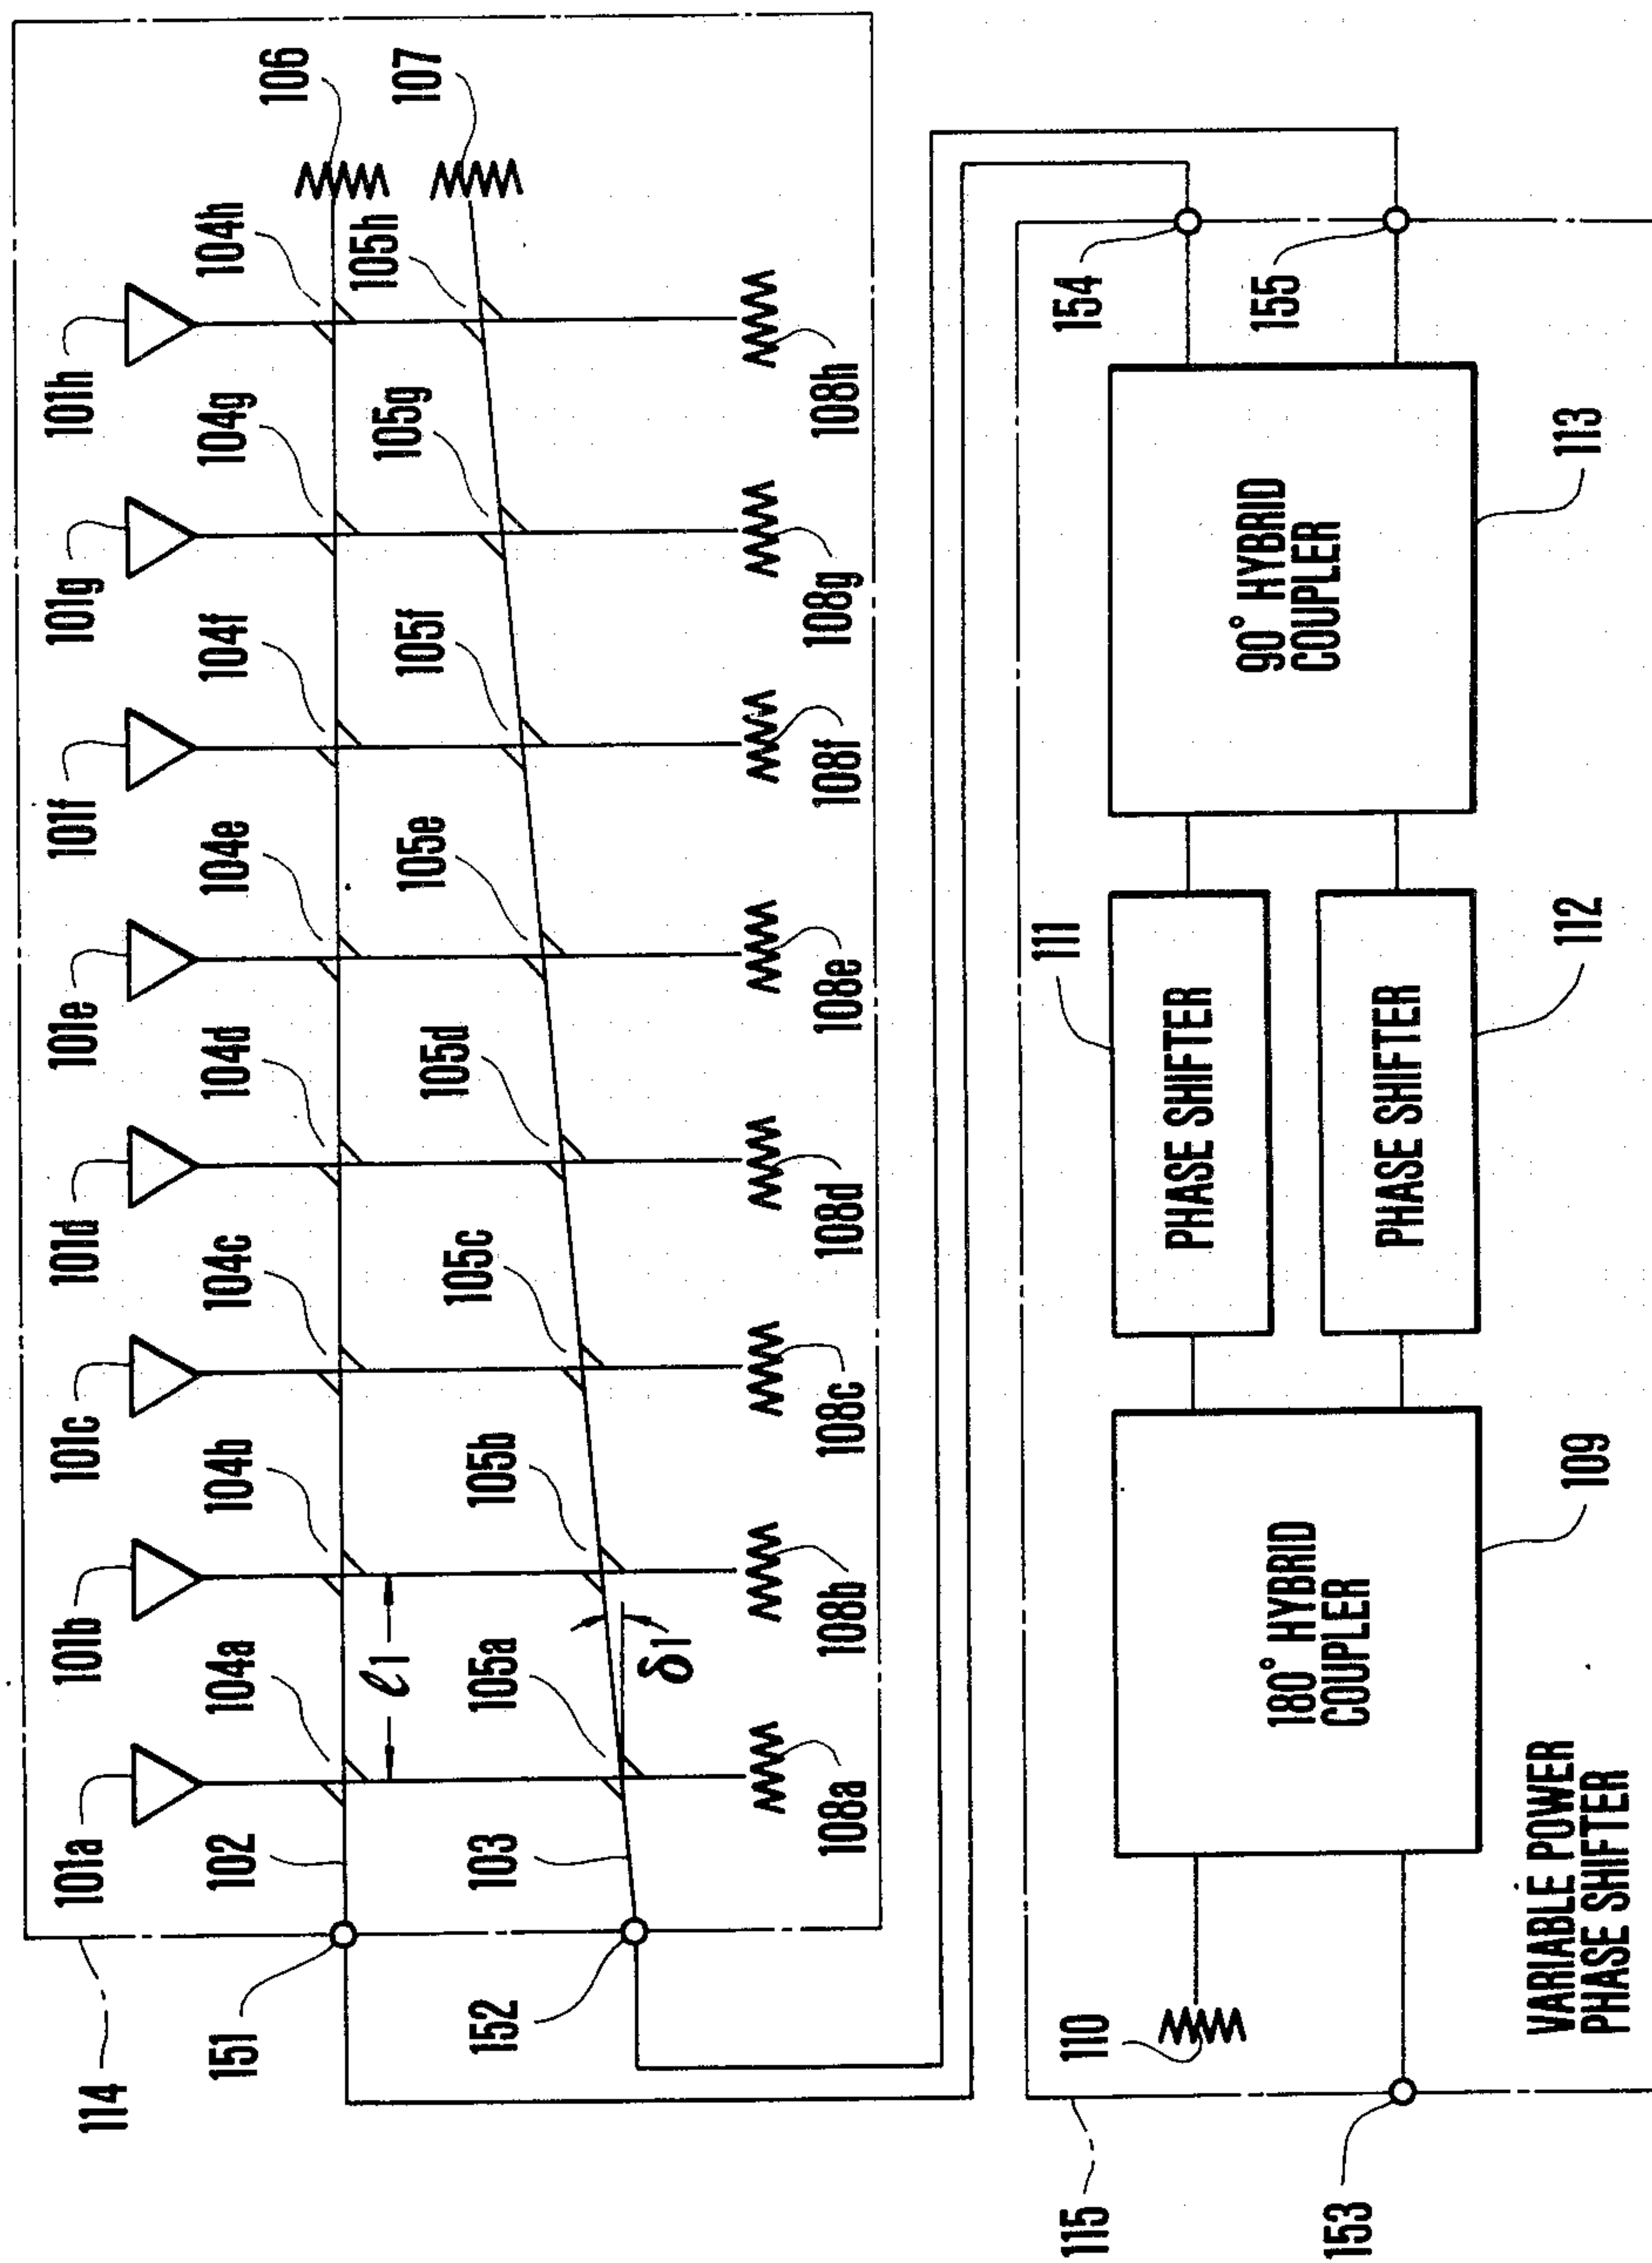 106
107
101a
101b
101c
101d
101e
101f
101g
101h
104a
104b
104c
104d
104e
104f
104g
104h
102
ℓ1
105a
105b
105c
105d
105e
105f
105g
105h
103
δ1
108a
108b
108c
108d
108e
108f
108g
108h
114
151
152
115
110
153
180° HYBRID
COUPLER
109
111
PHASE SHIFTER
PHASE SHIFTER
112
90° HYBRID
COUPLER
113
154
155
VARIABLE POWER
PHASE SHIFTER